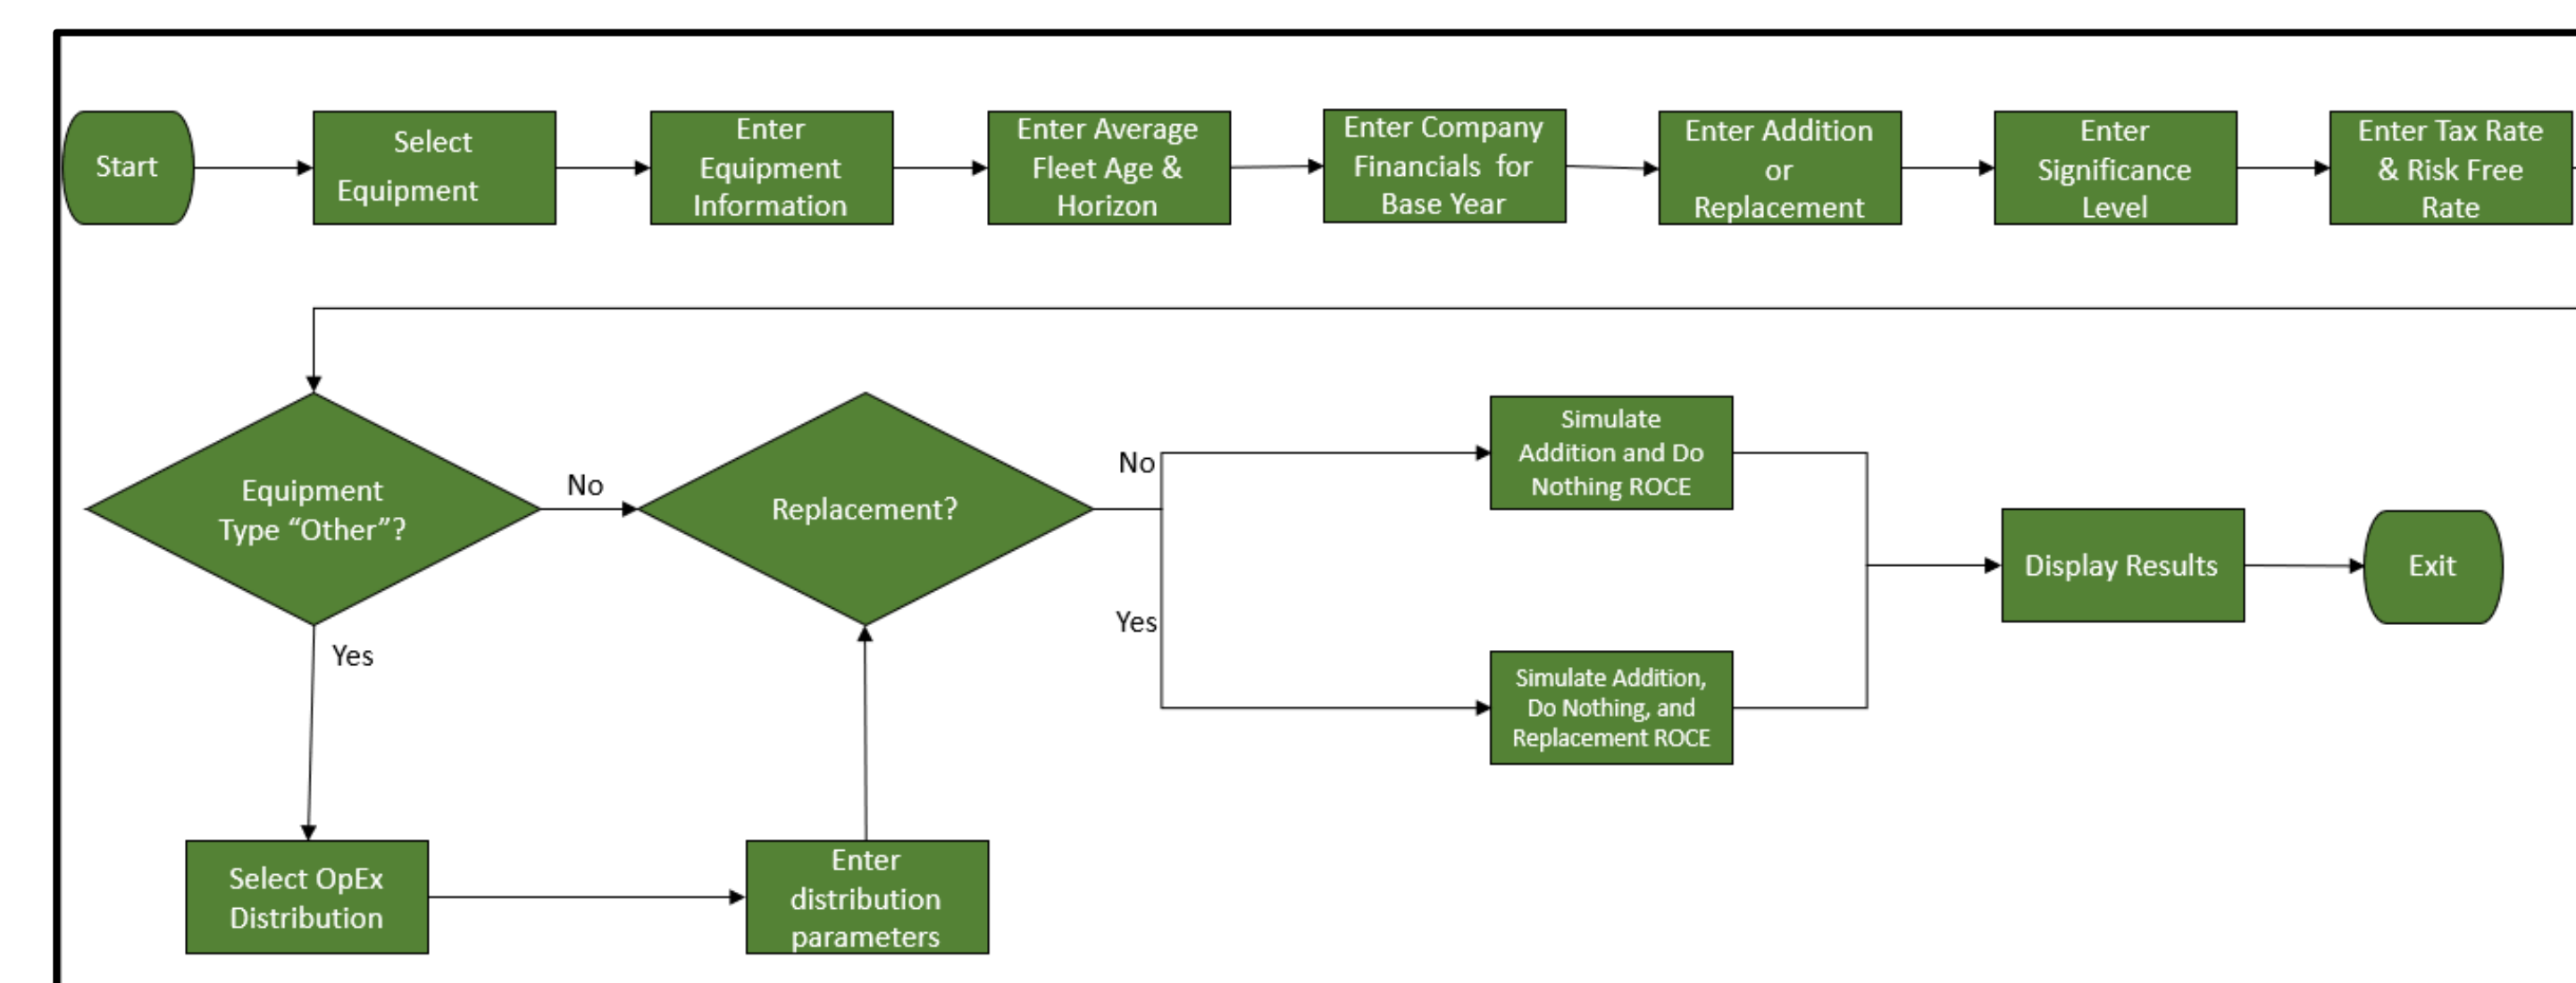 Start
Select
Equipment
Enter
Equipment
Information
Enter Average
Fleet Age &
Horizon
Enter Company
Financials for
Base Year
Enter Addition
or
Replacement
Enter
Significance
Level
Enter Tax Rate
& Risk Free
Rate
Equipment
Type “Other”?
No
Yes
Select OpEx
Distribution
Enter
distribution
parameters
Replacement?
No
Yes
Simulate
Addition and Do
Nothing ROCE
Simulate Addition,
Do Nothing, and
Replacement ROCE
Display Results
Exit